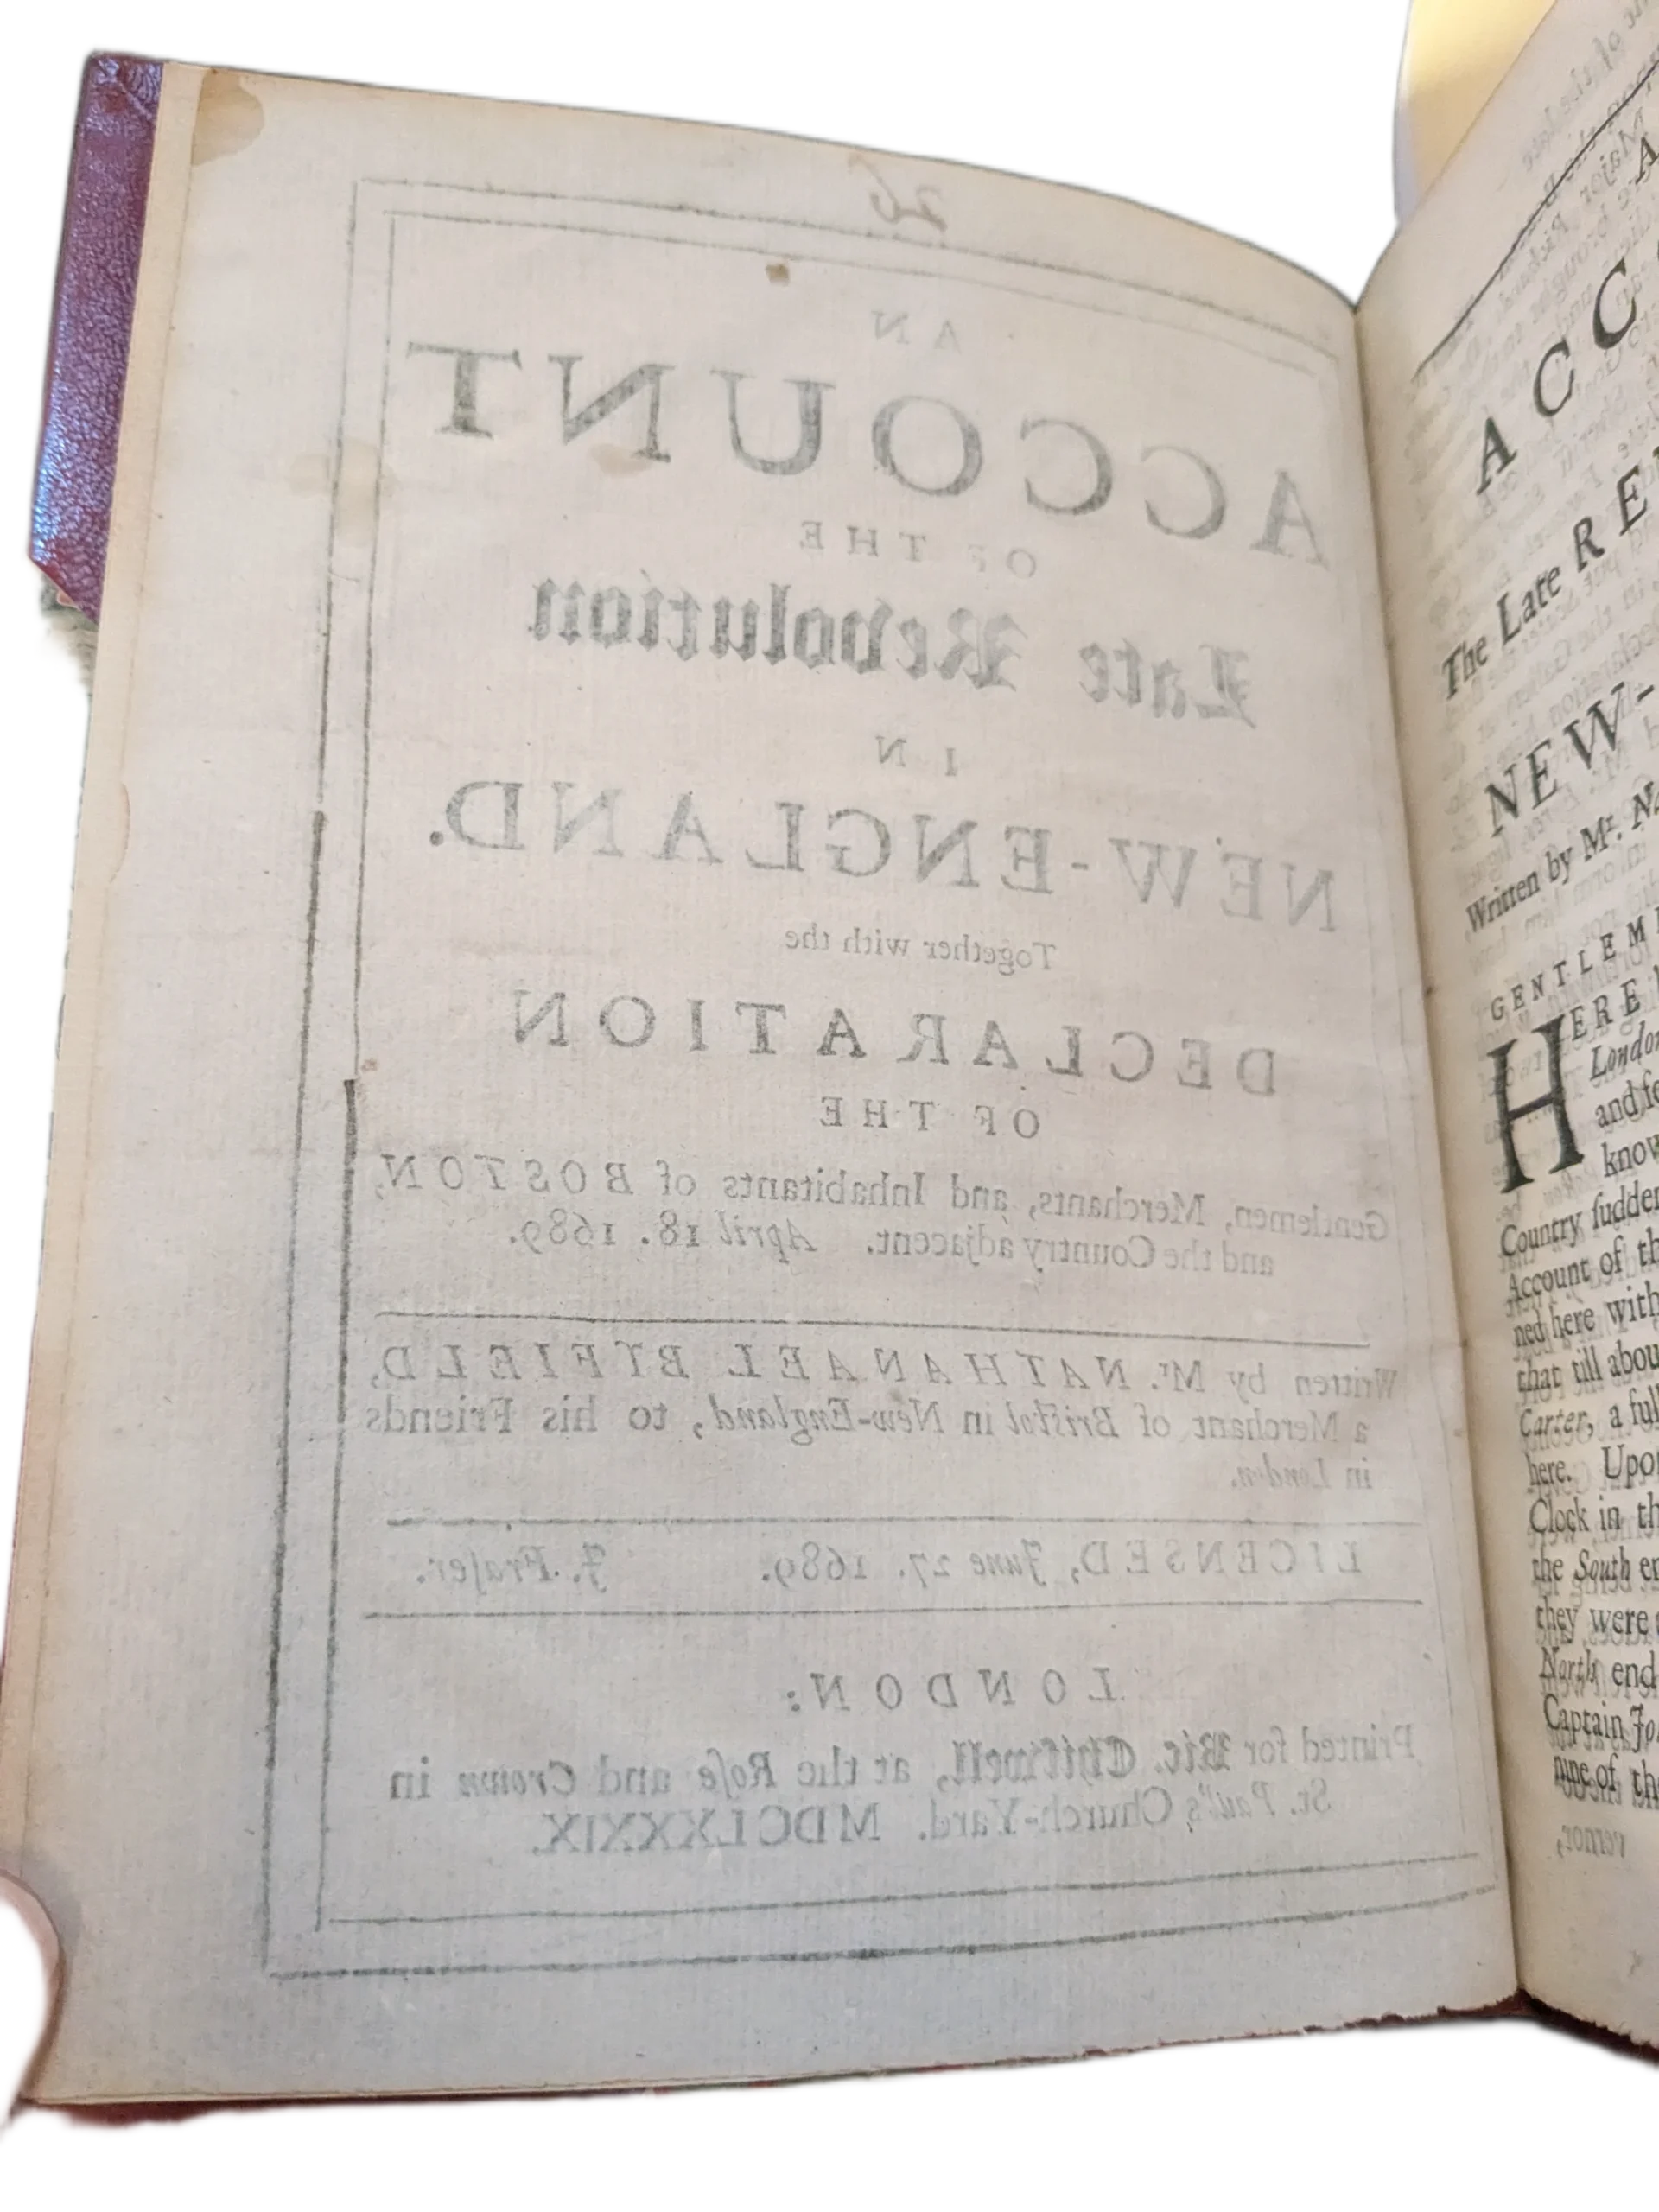 26
AN
ACCOUNT
OF THE
Late Revolution
IN
NEW-ENGLAND.
Together with the
DECLARATION
OF THE
Gentlemen, Merchants, and Inhabitants of BOSTON,
and the Country adjacent. April 18. 1689.
Written by Mr. NATHANAEL BYFIELD,
a Merchant of Bristol in New-England, to his Friends
in London.
LICENSED, June 27. 1689. J. Fraser.
LONDON:
Printed for Ric. Chiswell, at the Rose and Crown in
St. Paul's Church-Yard. MDCLXXXIX.
A
ACC
The Late RE
NEW-
Written by Mr. N
GENTLEM
HERE
London
and
know
Country sudden
Account of th
ned here with
that till abou
Carter, a ful
here. Upon
Clock in th
the South en
they were
North end
Captain Jo
nine of the
vernor,